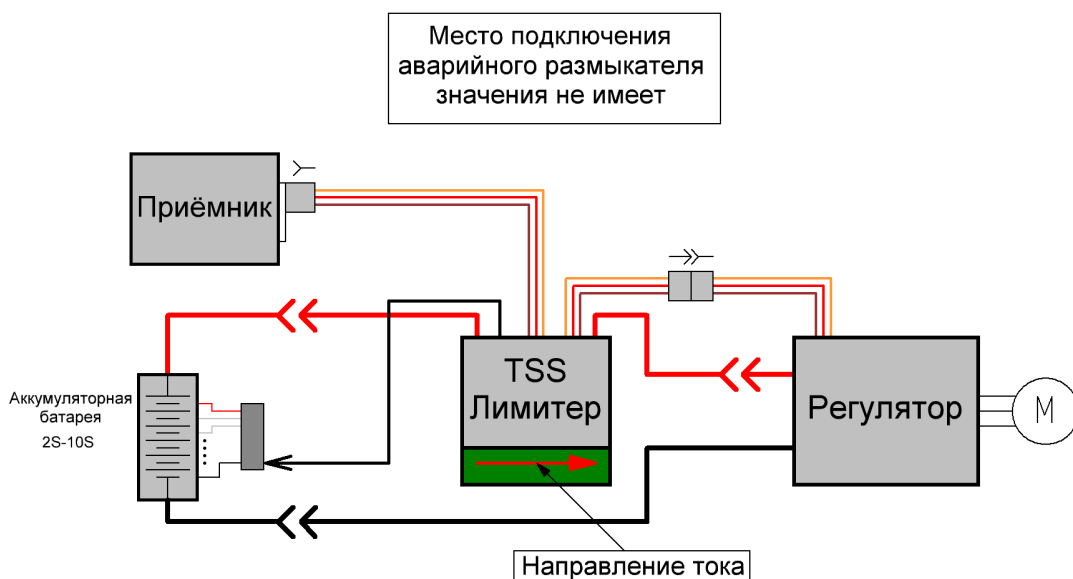 Место подключения
аварийного размыкателя
значения не имеет
Приёмник
TSS
Лимитер
Регулятор
M
Аккумуляторная
батарея
2S-10S
Направление тока